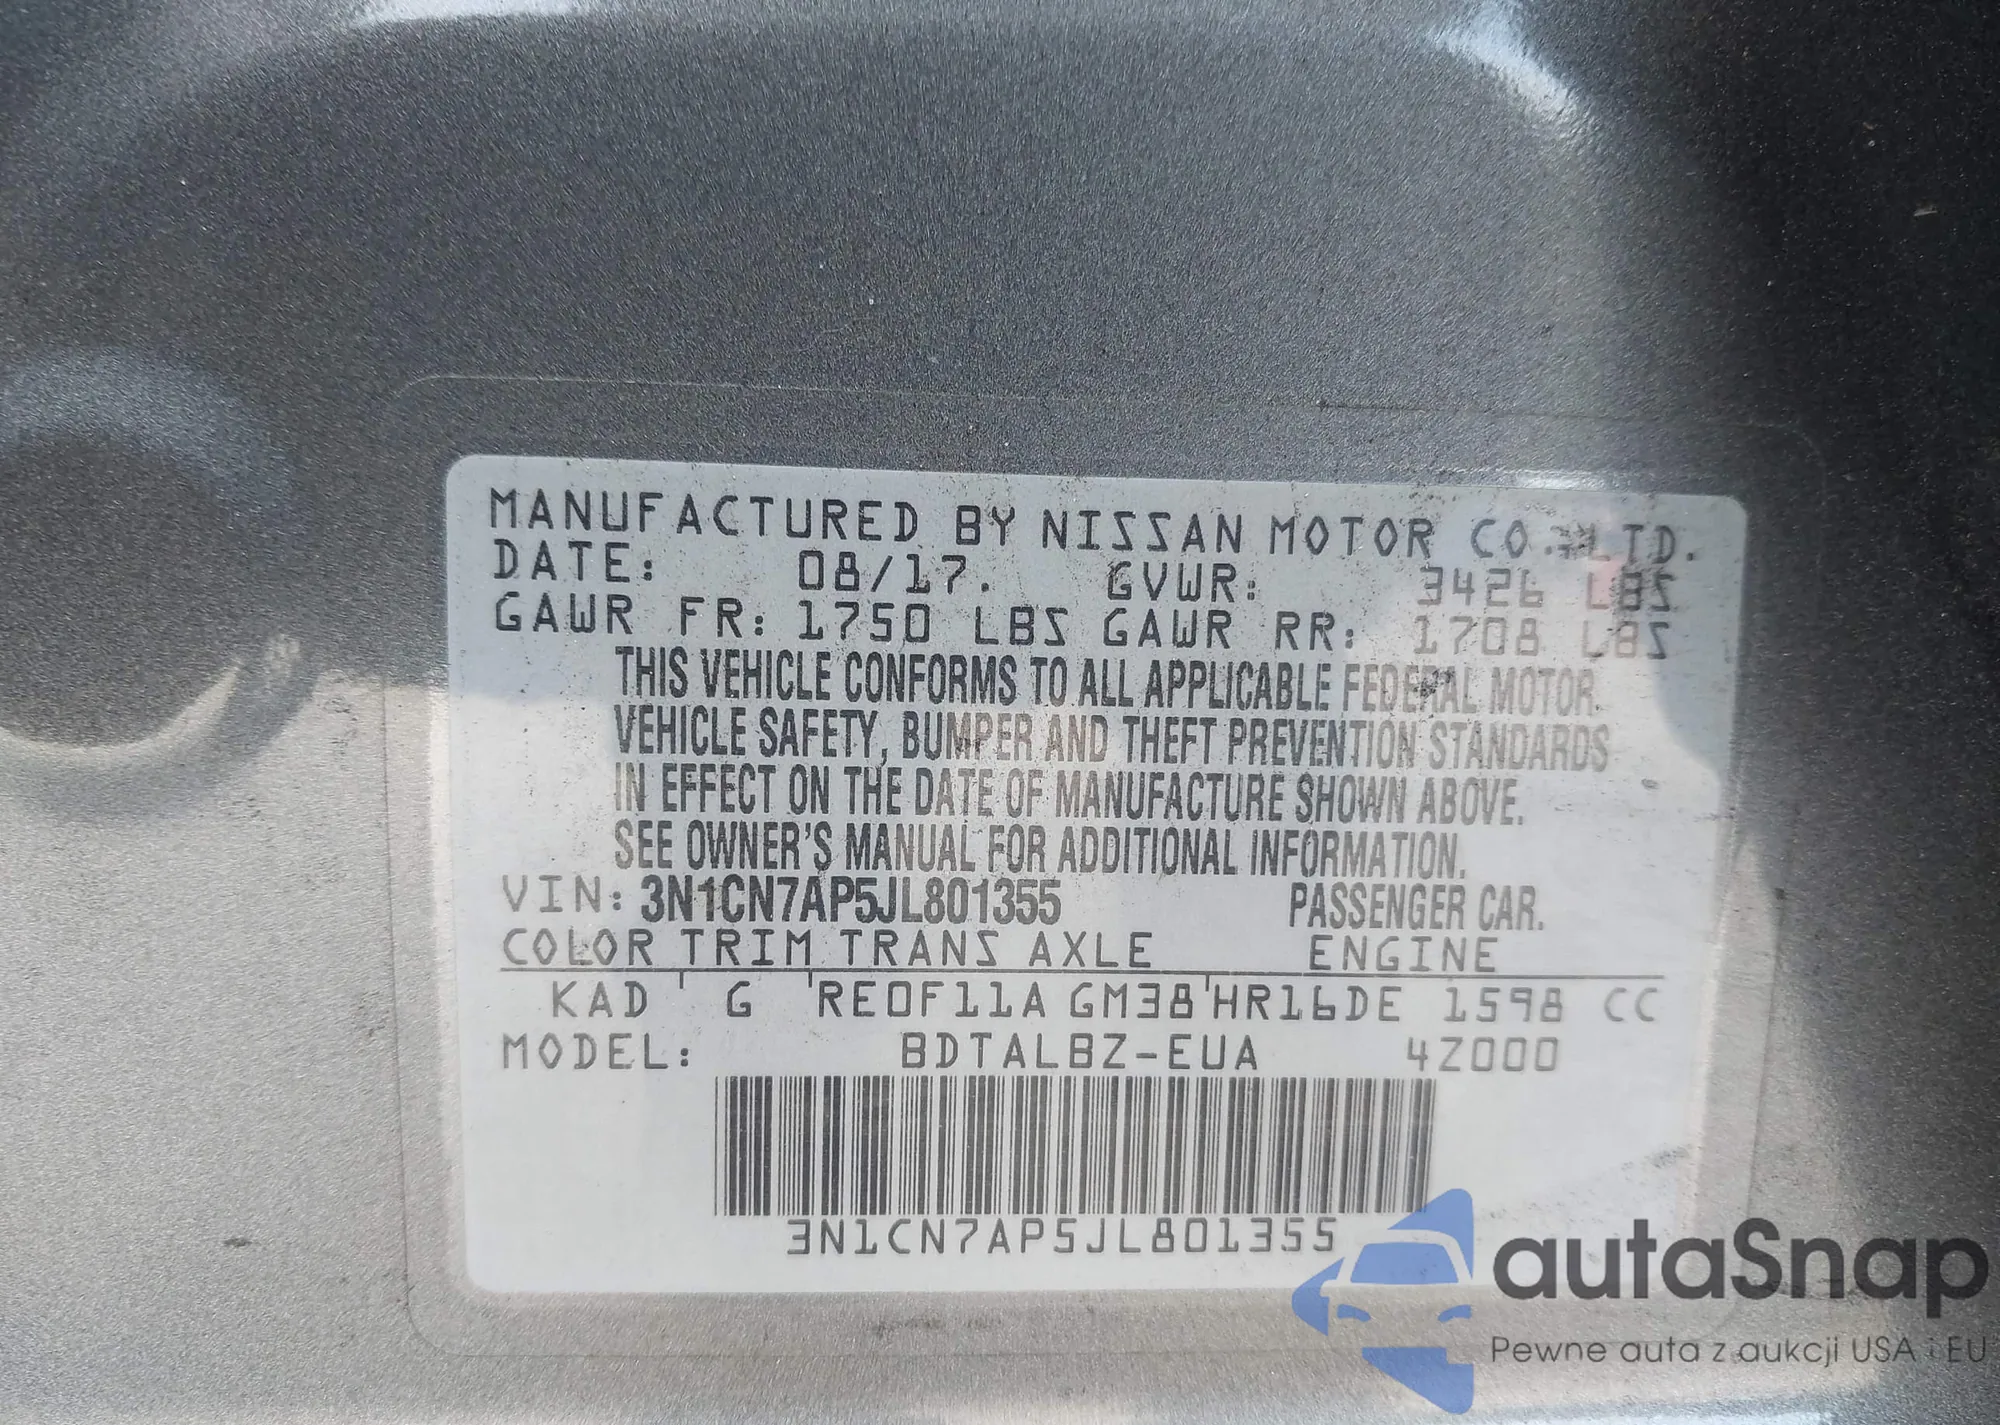 MANUFACTURED BY NISSAN MOTOR CO., LTD.
DATE: 08/17. GVWR: 3426 LBS
GAWR FR: 1750 LBS GAWR RR: 1708 LBS
THIS VEHICLE CONFORMS TO ALL APPLICABLE FEDERAL MOTOR
VEHICLE SAFETY, BUMPER AND THEFT PREVENTION STANDARDS
IN EFFECT ON THE DATE OF MANUFACTURE SHOWN ABOVE.
SEE OWNER'S MANUAL FOR ADDITIONAL INFORMATION.
VIN: 3N1CN7AP5JL801355 PASSENGER CAR.
COLOR TRIM TRANS AXLE ENGINE
KAD ' G ' RE0F11A GM38 ' HR16DE 1598 CC
MODEL: BDTALBZ-EUA 4Z000
3N1CN7AP5JL801355
autaSnap
Pewne auta z aukcji USA i EU